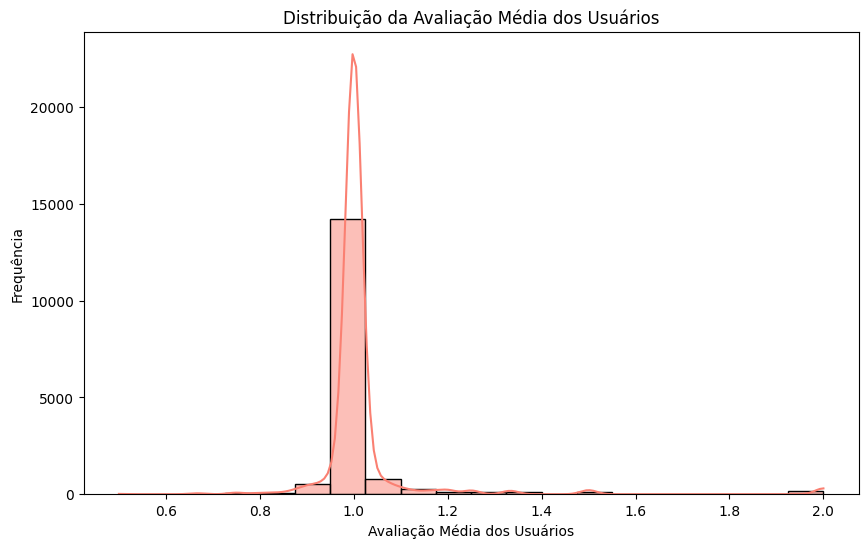 Distribuição da Avaliação Média dos Usuários
20000
15000
10000
5000
0
Frequência
0.6 0.8 1.0 1.2 1.4 1.6 1.8 2.0
Avaliação Média dos Usuários